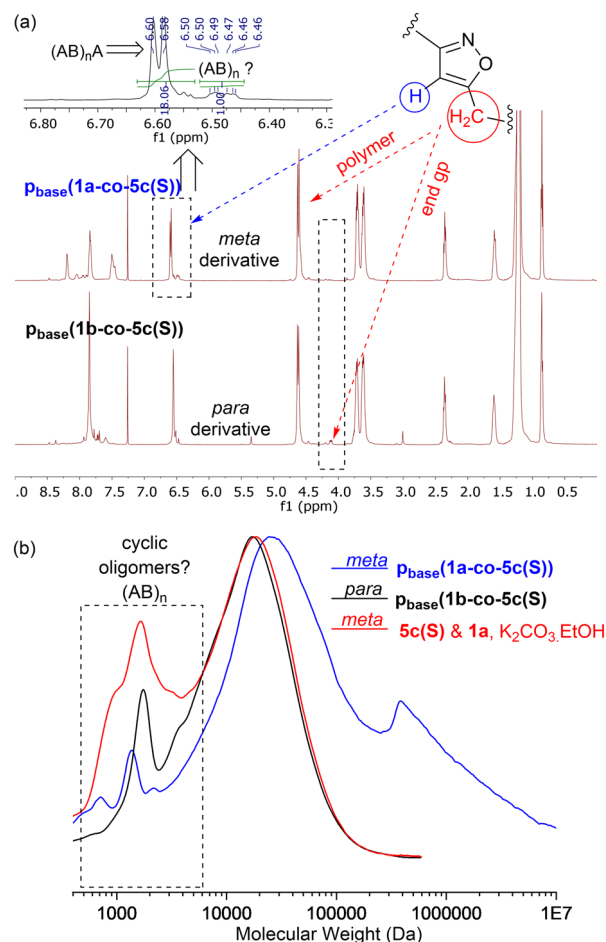 (a)
6.60
6.58
6.50
6.50
6.49
6.47
6.46
6.46
(AB)nA
(AB)n ?
18.06
1.00
6.80 6.70 6.60 6.50 6.40 6.3
f1 (ppm)
N
O
H
H2C
polymer
end gp
pbase(1a-co-5c(S))
meta
derivative
pbase(1b-co-5c(S))
para
derivative
.0 8.5 8.0 7.5 7.0 6.5 6.0 5.5 5.0 4.5 4.0 3.5 3.0 2.5 2.0 1.5 1.0 0.5 0.0
f1 (ppm)
(b)
cyclic
oligomers?
(AB)n
meta pbase(1a-co-5c(S))
para pbase(1b-co-5c(S)
meta 5c(S) & 1a, K2CO3.EtOH
1000 10000 100000 1000000 1E7
Molecular Weight (Da)